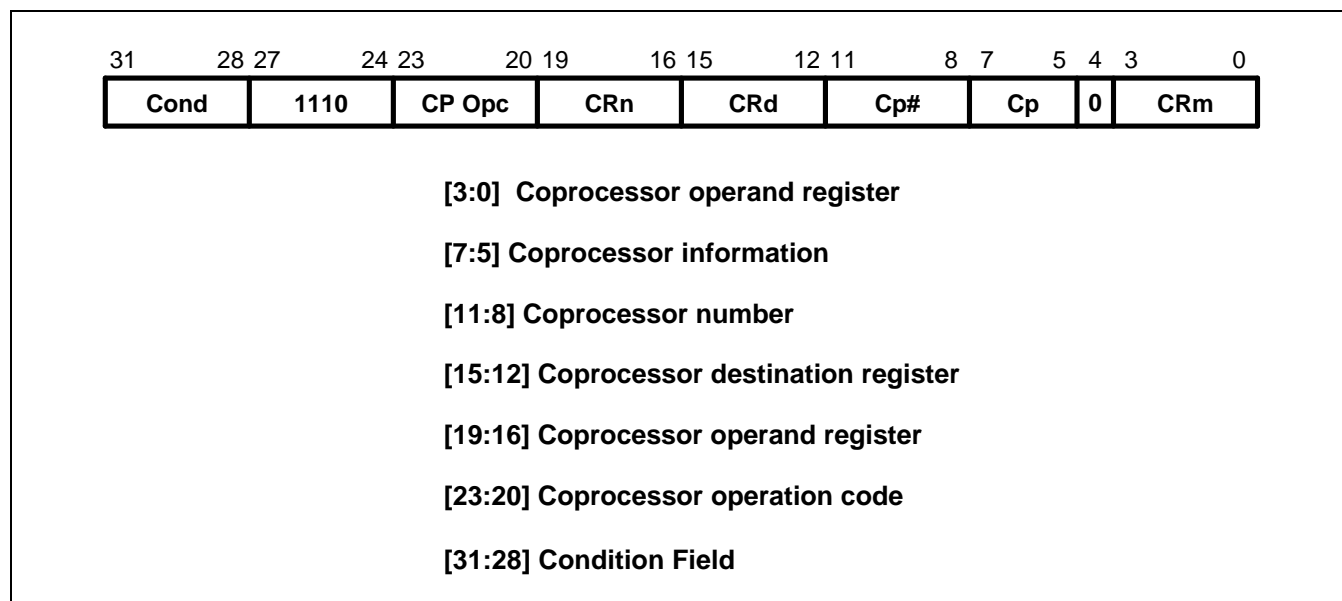 31 28 27 24 23 20 19 16 15 12 11 8 7 5 4 3 0
Cond 1110 CP Opc CRn CRd Cp# Cp 0 CRm
[3:0] Coprocessor operand register
[7:5] Coprocessor information
[11:8] Coprocessor number
[15:12] Coprocessor destination register
[19:16] Coprocessor operand register
[23:20] Coprocessor operation code
[31:28] Condition Field